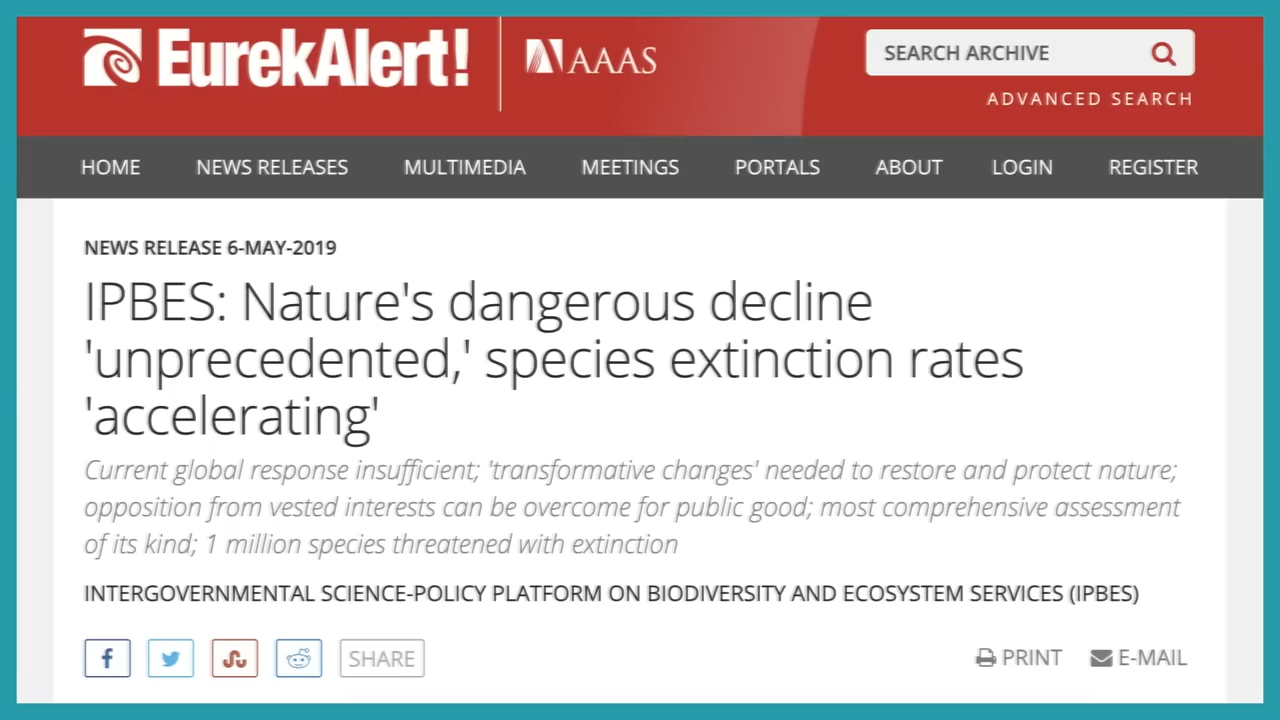 EurekAlert! AAAS
SEARCH ARCHIVE
ADVANCED SEARCH
HOME NEWS RELEASES MULTIMEDIA MEETINGS PORTALS ABOUT LOGIN REGISTER
NEWS RELEASE 6-MAY-2019
IPBES: Nature's dangerous decline
'unprecedented,' species extinction rates
'accelerating'
Current global response insufficient; 'transformative changes' needed to restore and protect nature;
opposition from vested interests can be overcome for public good; most comprehensive assessment
of its kind; 1 million species threatened with extinction
INTERGOVERNMENTAL SCIENCE-POLICY PLATFORM ON BIODIVERSITY AND ECOSYSTEM SERVICES (IPBES)
SHARE PRINT E-MAIL